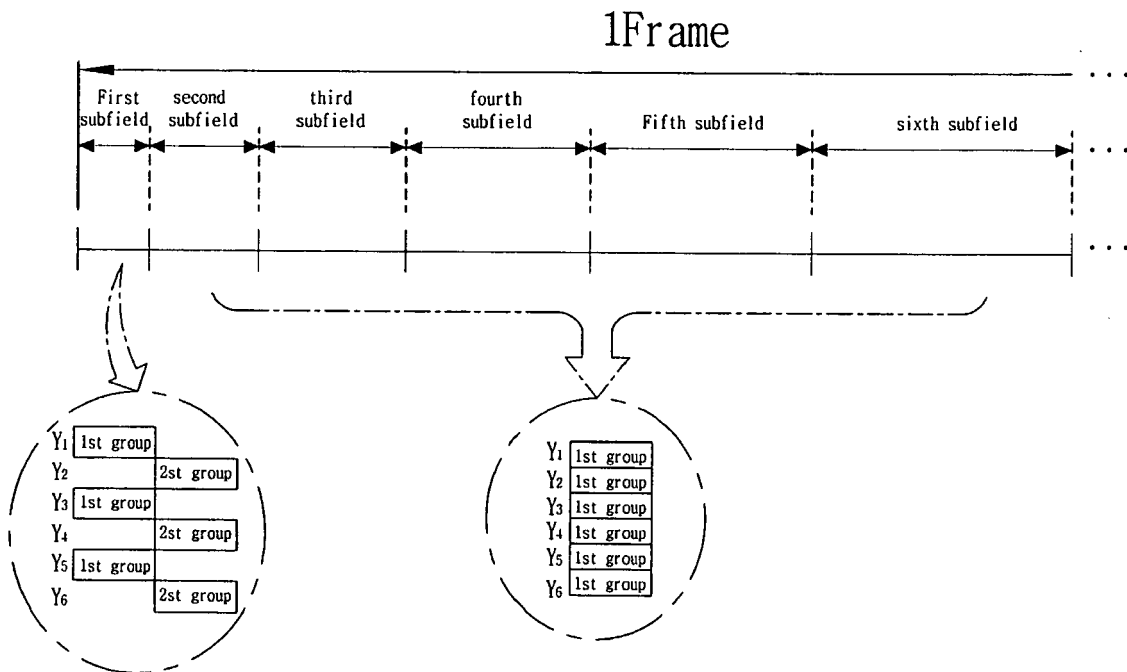 1Frame
First
subfield
second
subfield
third
subfield
fourth
subfield
Fifth subfield
sixth subfield
...
...
...
Y1 1st group
Y2 2st group
Y3 1st group
Y4 2st group
Y5 1st group
Y6 2st group
Y1 1st group
Y2 1st group
Y3 1st group
Y4 1st group
Y5 1st group
Y6 1st group